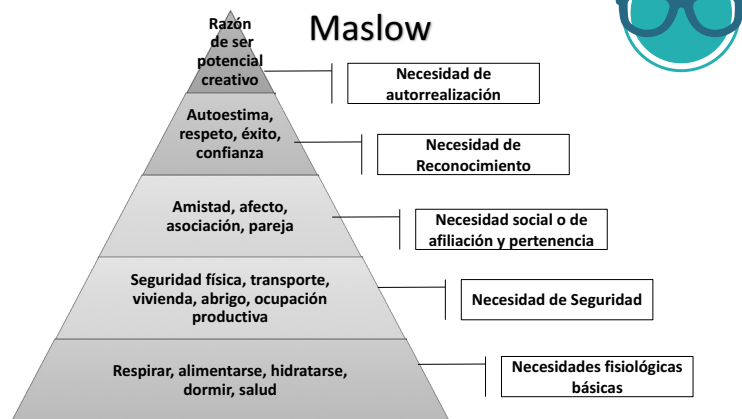 Maslow
Razón
de ser
potencial
creativo
Necesidad de
autorrealización
Autoestima,
respeto, éxito,
confianza
Necesidad de
Reconocimiento
Amistad, afecto,
asociación, pareja
Necesidad social o de
afiliación y pertenencia
Seguridad física, transporte,
vivienda, abrigo, ocupación
productiva
Necesidad de Seguridad
Respirar, alimentarse, hidratarse,
dormir, salud
Necesidades fisiológicas
básicas